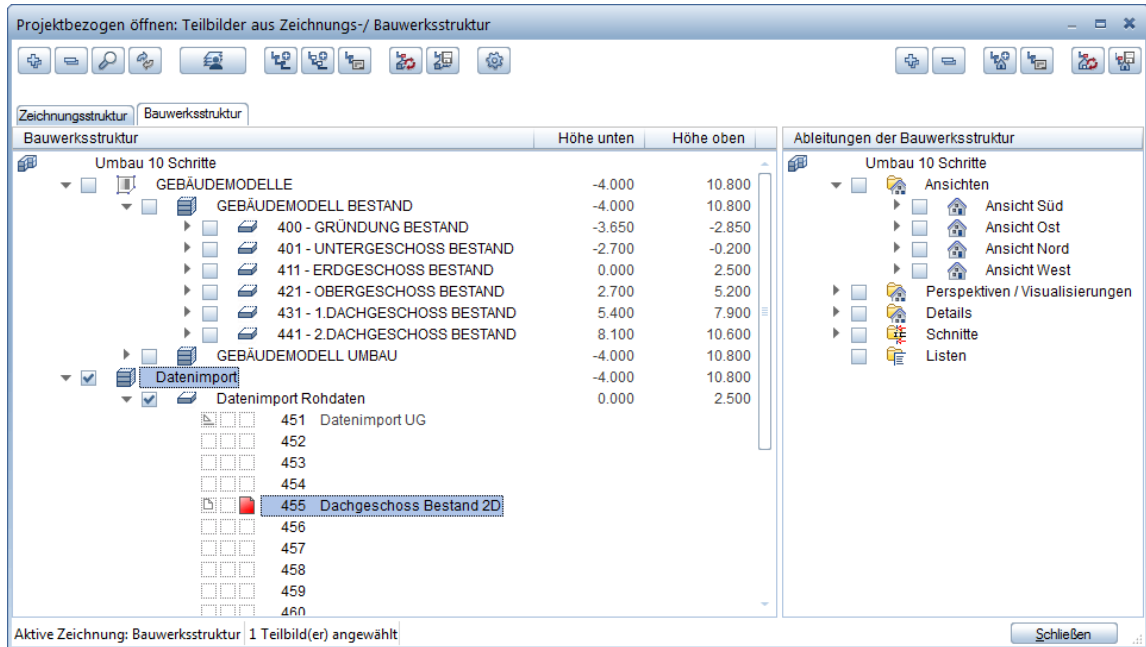 Projektbezogen öffnen: Teilbilder aus Zeichnungs-/ Bauwerksstruktur
Zeichnungsstruktur Bauwerksstruktur
Bauwerksstruktur Höhe unten Höhe oben
Umbau 10 Schritte
GEBÄUDEMODELLE -4.000 10.800
GEBÄUDEMODELL BESTAND -4.000 10.800
400 - GRÜNDUNG BESTAND -3.650 -2.850
401 - UNTERGESCHOSS BESTAND -2.700 -0.200
411 - ERDGESCHOSS BESTAND 0.000 2.500
421 - OBERGESCHOSS BESTAND 2.700 5.200
431 - 1.DACHGESCHOSS BESTAND 5.400 7.900
441 - 2.DACHGESCHOSS BESTAND 8.100 10.600
GEBÄUDEMODELL UMBAU -4.000 10.800
Datenimport -4.000 10.800
Datenimport Rohdaten 0.000 2.500
451 Datenimport UG
452
453
454
455 Dachgeschoss Bestand 2D
456
457
458
459
460
Ableitungen der Bauwerksstruktur
Umbau 10 Schritte
Ansichten
Ansicht Süd
Ansicht Ost
Ansicht Nord
Ansicht West
Perspektiven / Visualisierungen
Details
Schnitte
Listen
Aktive Zeichnung: Bauwerksstruktur 1 Teilbild(er) angewählt
Schließen